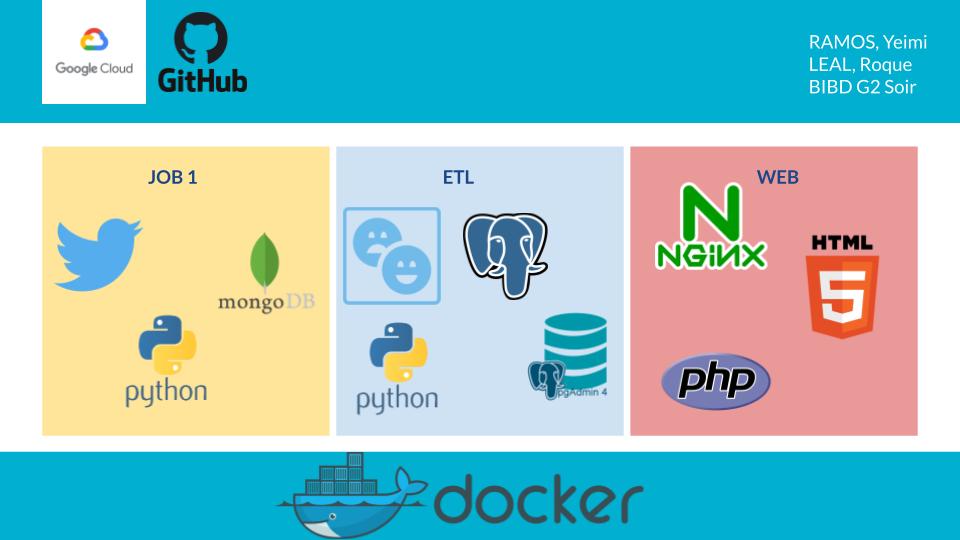 Google Cloud
GitHub
RAMOS, Yeimi
LEAL, Roque
BIBD G2 Soir
JOB 1
ETL
WEB
mongoDB
python
python
pgAdmin 4
NGiNX
HTML
5
php
docker